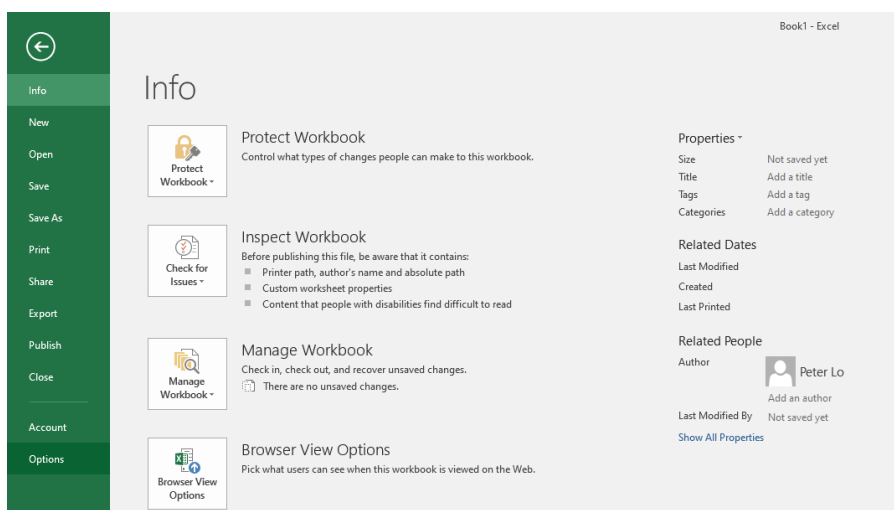 Book1 - Excel
Info
New
Open
Save
Save As
Print
Share
Export
Publish
Close
Account
Options
Info
Protect
Workbook
Protect Workbook
Control what types of changes people can make to this workbook.
Check for
Issues
Inspect Workbook
Before publishing this file, be aware that it contains:
Printer path, author's name and absolute path
Custom worksheet properties
Content that people with disabilities find difficult to read
Manage
Workbook
Manage Workbook
Check in, check out, and recover unsaved changes.
There are no unsaved changes.
Browser View
Options
Browser View Options
Pick what users can see when this workbook is viewed on the Web.
Properties
Size Not saved yet
Title Add a title
Tags Add a tag
Categories Add a category
Related Dates
Last Modified
Created
Last Printed
Related People
Author Peter Lo
Add an author
Last Modified By Not saved yet
Show All Properties